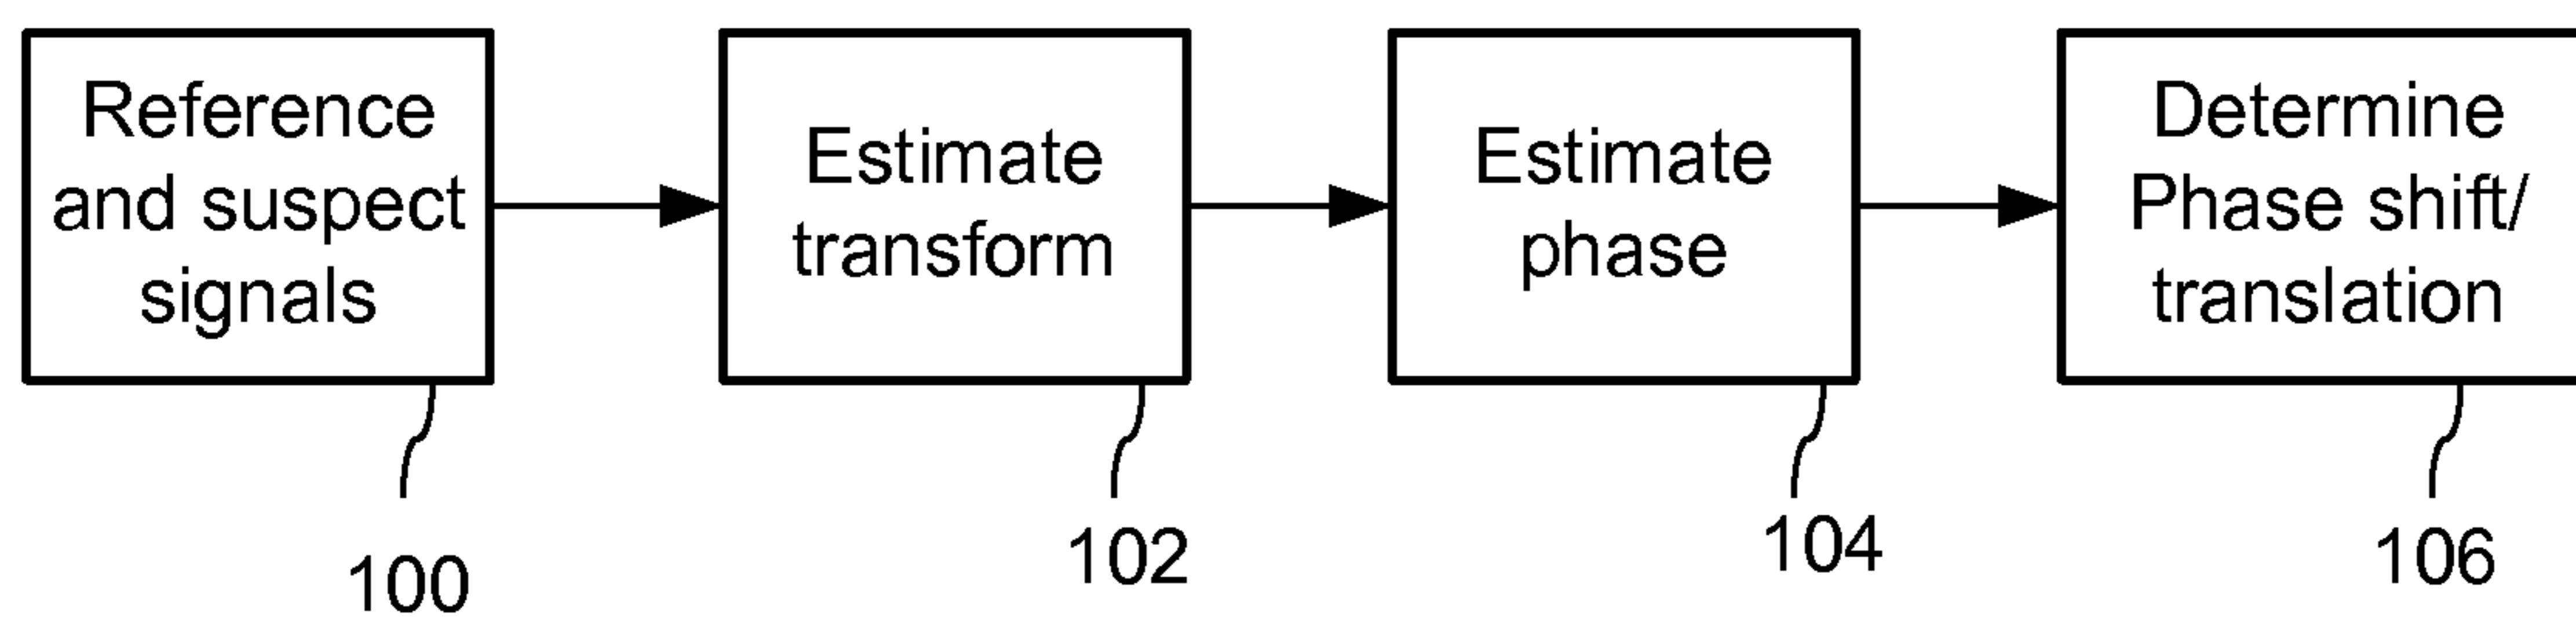 Reference
and suspect
signals
Estimate
transform
Estimate
phase
Determine
Phase shift/
translation
100
102
104
106